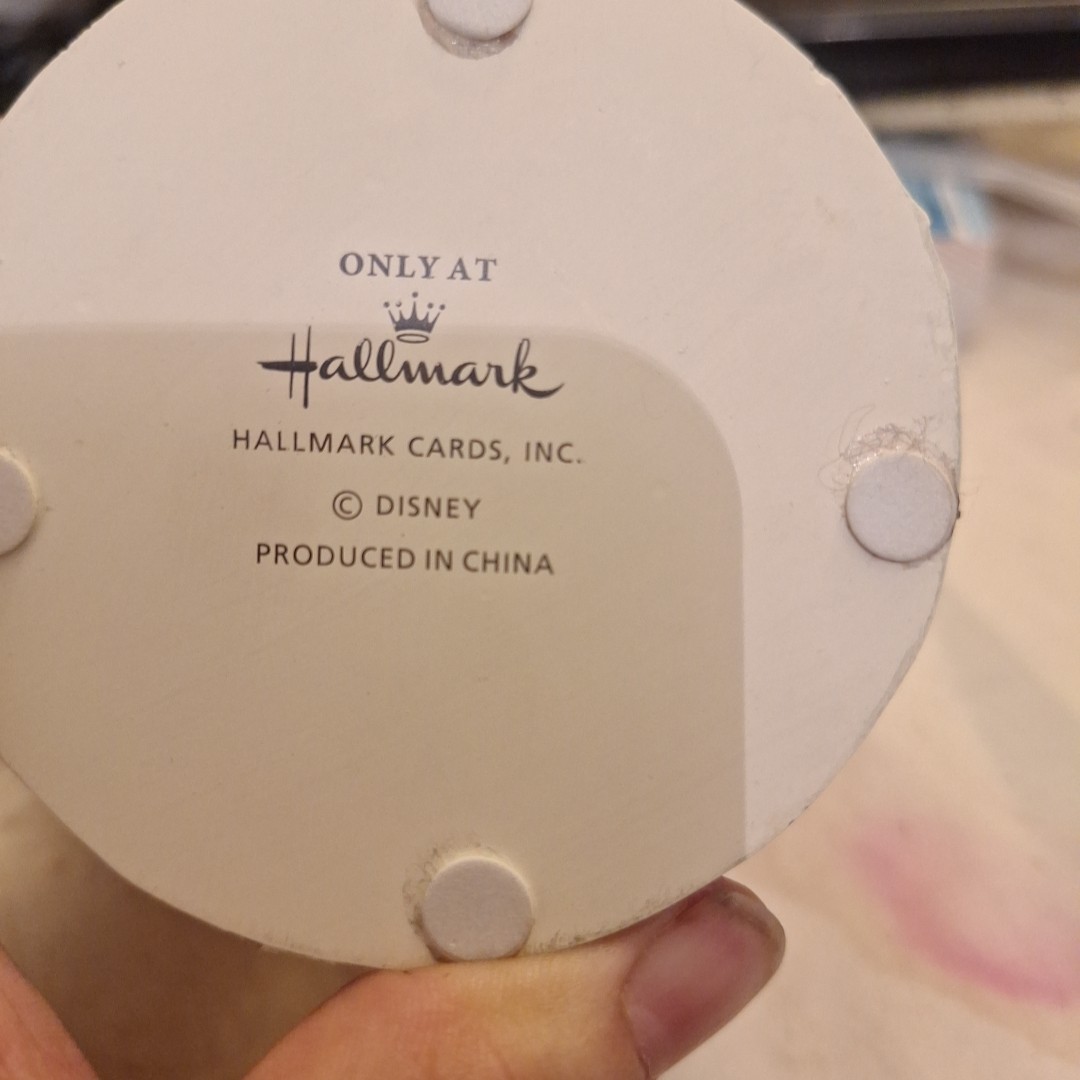 ONLY AT
Hallmark
HALLMARK CARDS, INC.
© DISNEY
PRODUCED IN CHINA